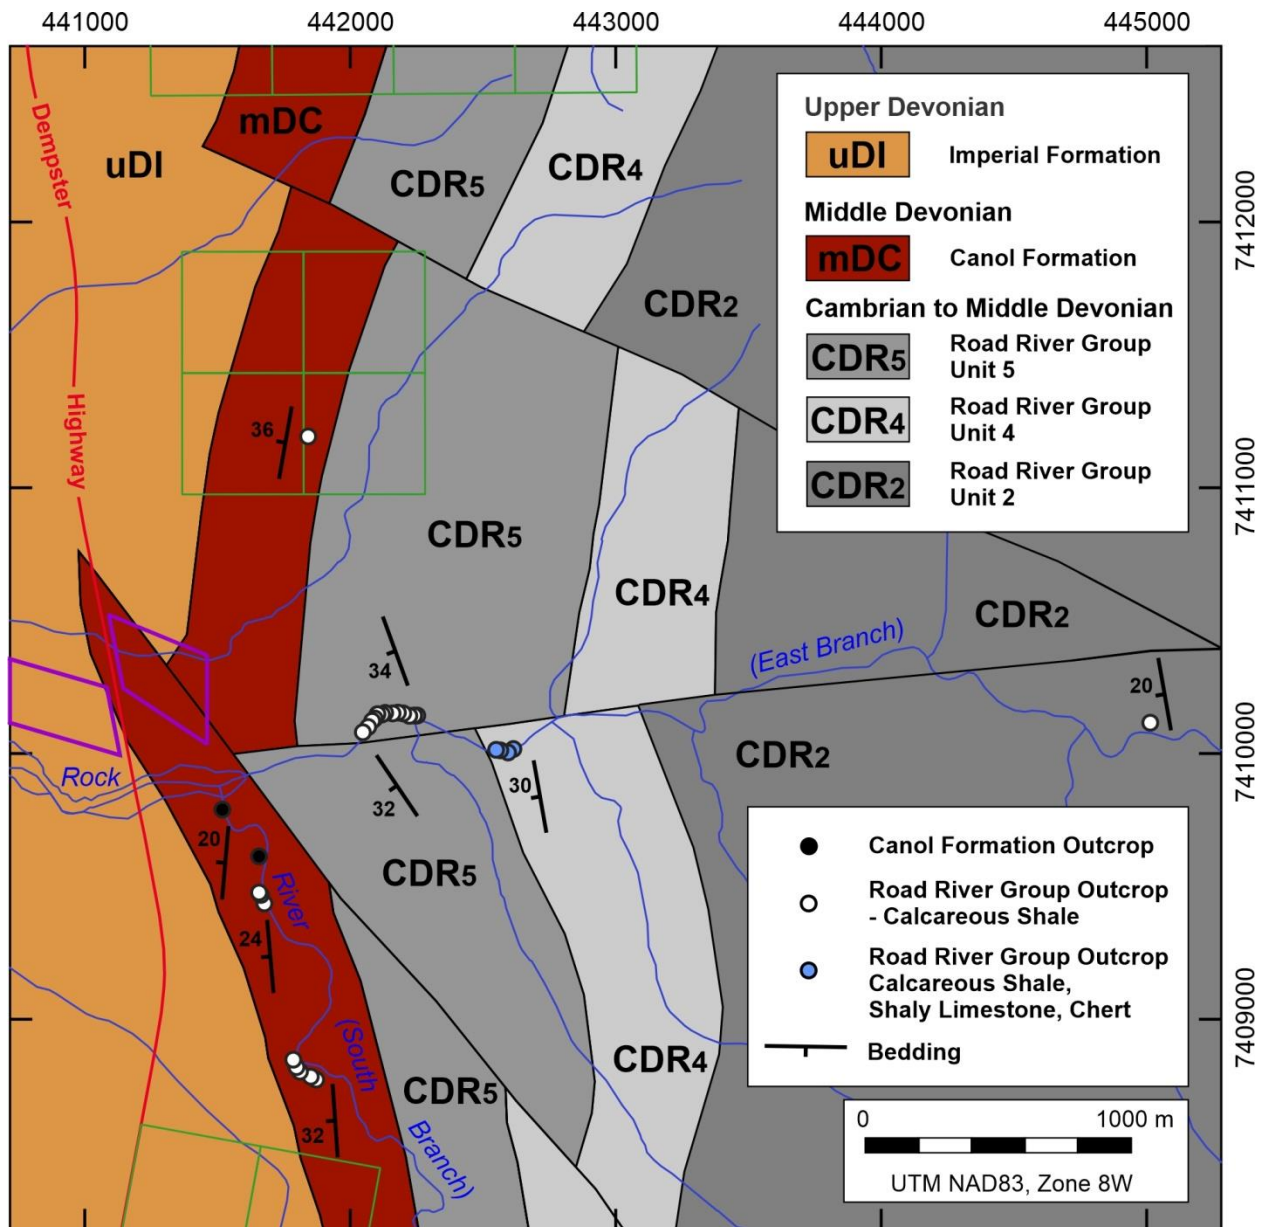 441000 442000 443000 444000 445000
Upper Devonian
uDI Imperial Formation
Middle Devonian
mDC Canol Formation
Cambrian to Middle Devonian
CDR5 Road River Group
Unit 5
CDR4 Road River Group
Unit 4
CDR2 Road River Group
Unit 2
7412000
7411000
7410000
7409000
Dempster
Highway
uDI
mDC
CDR5
CDR4
CDR2
36
CDR5
CDR4
CDR2
(East Branch)
34
20
Rock
32
30
CDR2
20
CDR5
River
24
(South
CDR4
CDR5
32
Branch)
Canol Formation Outcrop
Road River Group Outcrop
- Calcareous Shale
Road River Group Outcrop
Calcareous Shale,
Shaly Limestone, Chert
Bedding
0 1000 m
UTM NAD83, Zone 8W